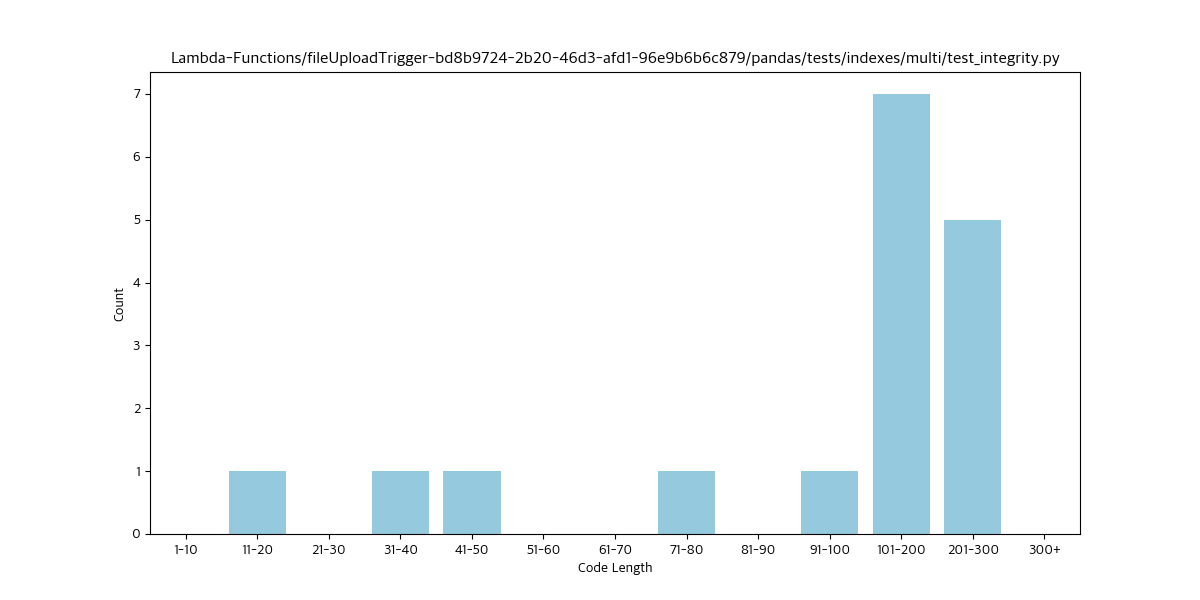 Lambda-Functions/fileUploadTrigger-bd8b9724-2b20-46d3-afd1-96e9b6b6c879/pandas/tests/indexes/multi/test_integrity.py
7
6
5
4
3
2
1
0
Count
1-10 11-20 21-30 31-40 41-50 51-60 61-70 71-80 81-90 91-100 101-200 201-300 300+
Code Length